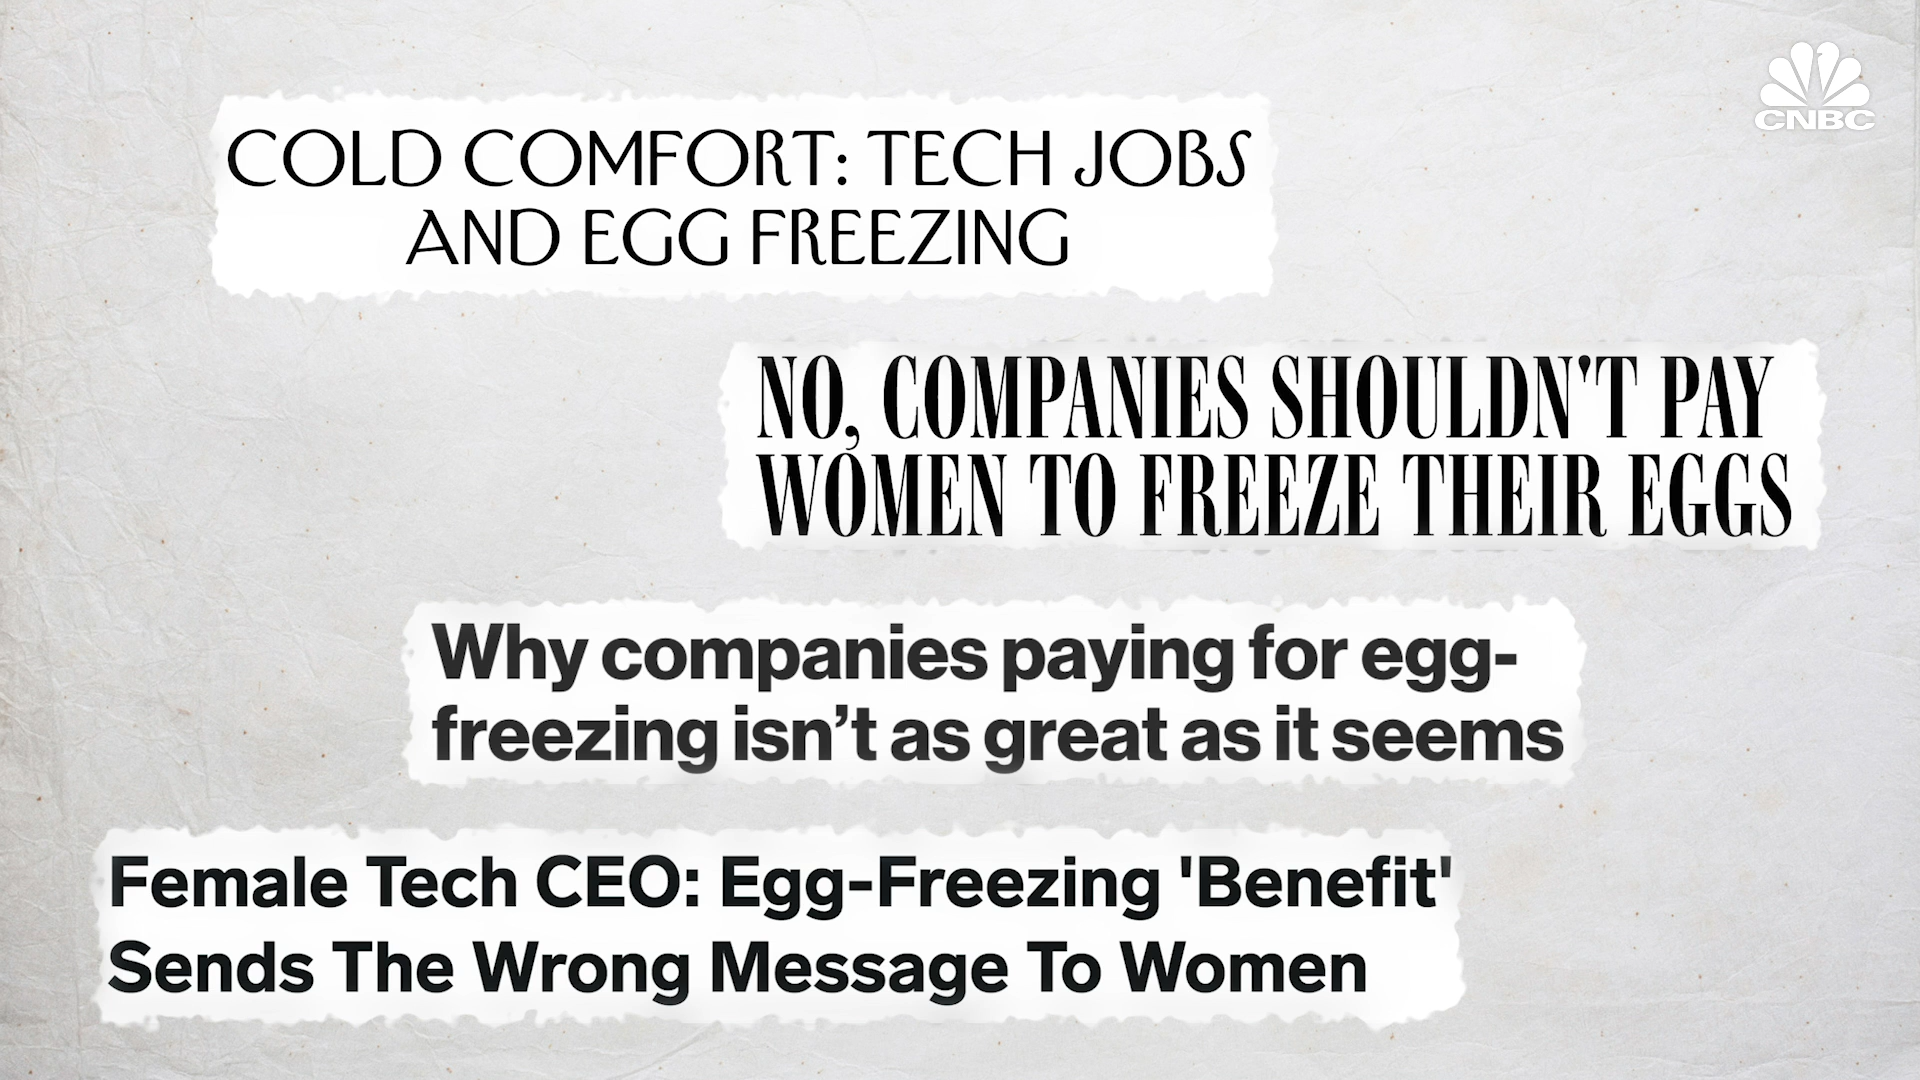 CNBC
COLD COMFORT: TECH JOBS
AND EGG FREEZING
NO, COMPANIES SHOULDN'T PAY
WOMEN TO FREEZE THEIR EGGS
Why companies paying for egg-
freezing isn’t as great as it seems
Female Tech CEO: Egg-Freezing 'Benefit'
Sends The Wrong Message To Women